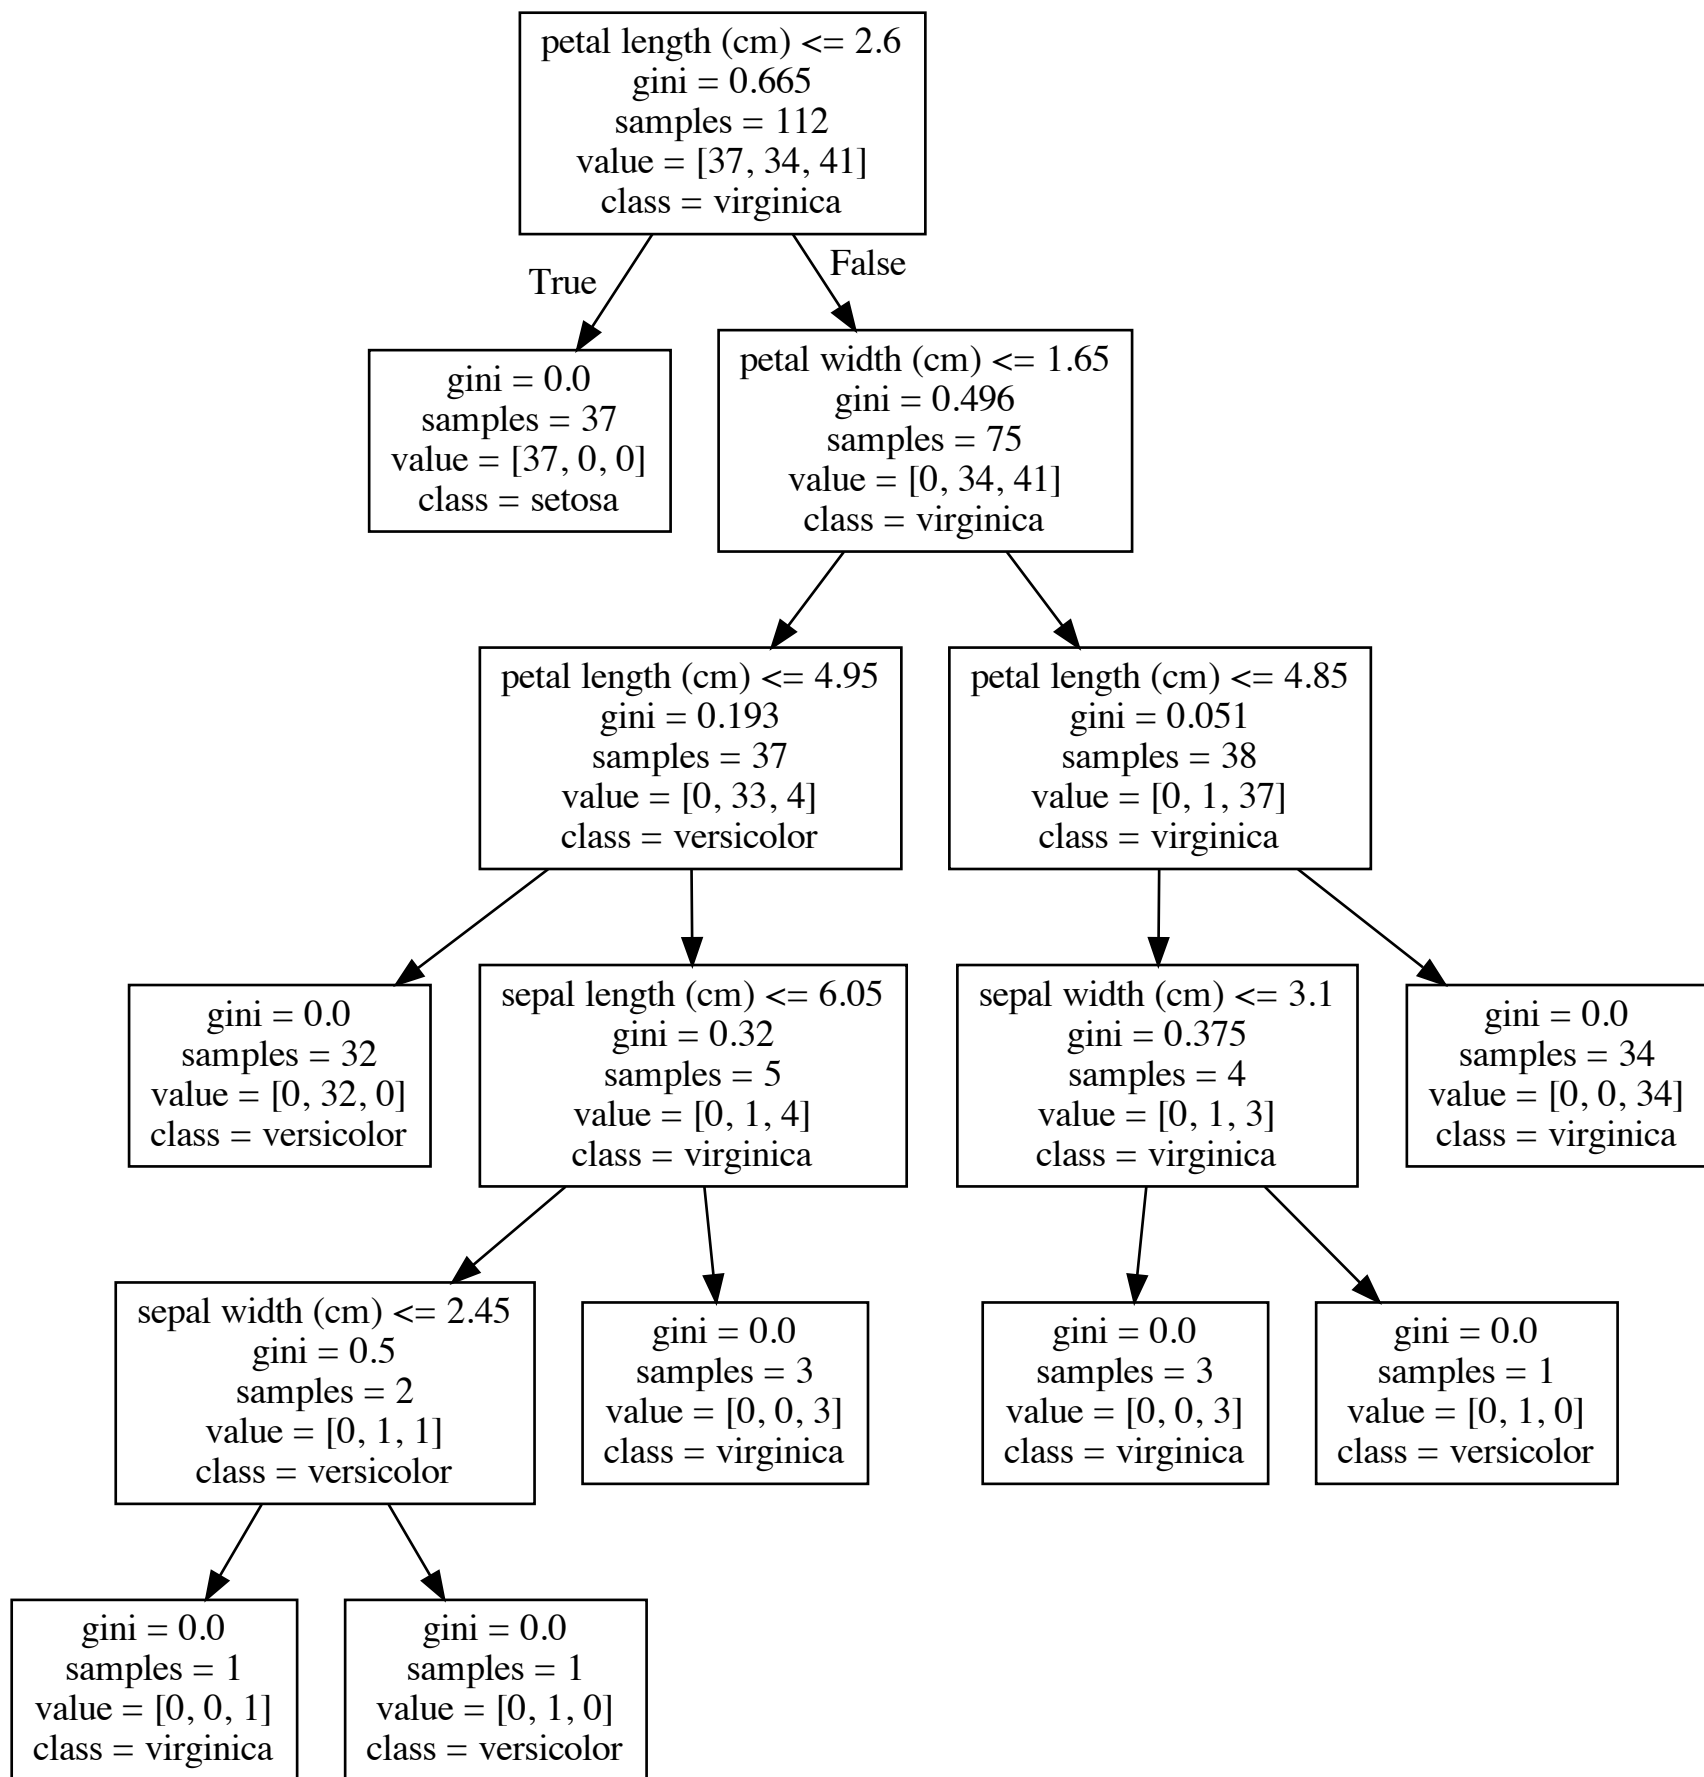 petal length (cm) <= 2.6
gini = 0.665
samples = 112
value = [37, 34, 41]
class = virginica
True
False
gini = 0.0
samples = 37
value = [37, 0, 0]
class = setosa
petal width (cm) <= 1.65
gini = 0.496
samples = 75
value = [0, 34, 41]
class = virginica
petal length (cm) <= 4.95
gini = 0.193
samples = 37
value = [0, 33, 4]
class = versicolor
petal length (cm) <= 4.85
gini = 0.051
samples = 38
value = [0, 1, 37]
class = virginica
gini = 0.0
samples = 32
value = [0, 32, 0]
class = versicolor
sepal length (cm) <= 6.05
gini = 0.32
samples = 5
value = [0, 1, 4]
class = virginica
sepal width (cm) <= 3.1
gini = 0.375
samples = 4
value = [0, 1, 3]
class = virginica
gini = 0.0
samples = 34
value = [0, 0, 34]
class = virginica
sepal width (cm) <= 2.45
gini = 0.5
samples = 2
value = [0, 1, 1]
class = versicolor
gini = 0.0
samples = 3
value = [0, 0, 3]
class = virginica
gini = 0.0
samples = 3
value = [0, 0, 3]
class = virginica
gini = 0.0
samples = 1
value = [0, 1, 0]
class = versicolor
gini = 0.0
samples = 1
value = [0, 0, 1]
class = virginica
gini = 0.0
samples = 1
value = [0, 1, 0]
class = versicolor